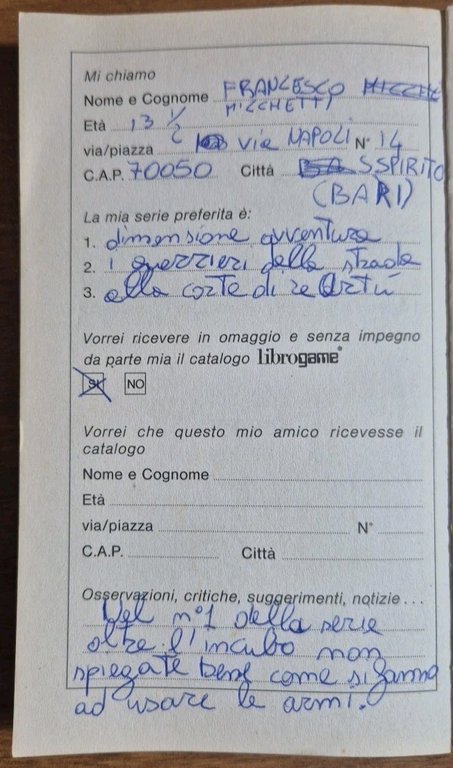 Mi chiamo
Nome e Cognome FRANCESCO
MICCHETTI
Età 13 1/2
via/piazza via NAPOLI N° 14
C.A.P. 70050 Città S SPIRITO
(BARI)
La mia serie preferita è:
1. dimensione avventura
2. i guerrieri della strada
3. alla corte di re Artù
Vorrei ricevere in omaggio e senza impegno
da parte mia il catalogo librogame®
SI NO
Vorrei che questo mio amico ricevesse il
catalogo
Nome e Cognome
Età
via/piazza N°
C.A.P. Città
Osservazioni, critiche, suggerimenti, notizie ...
Del n°1 della serie
oltre l'incubo non
spiegate bene come si fanno
ad usare le armi.